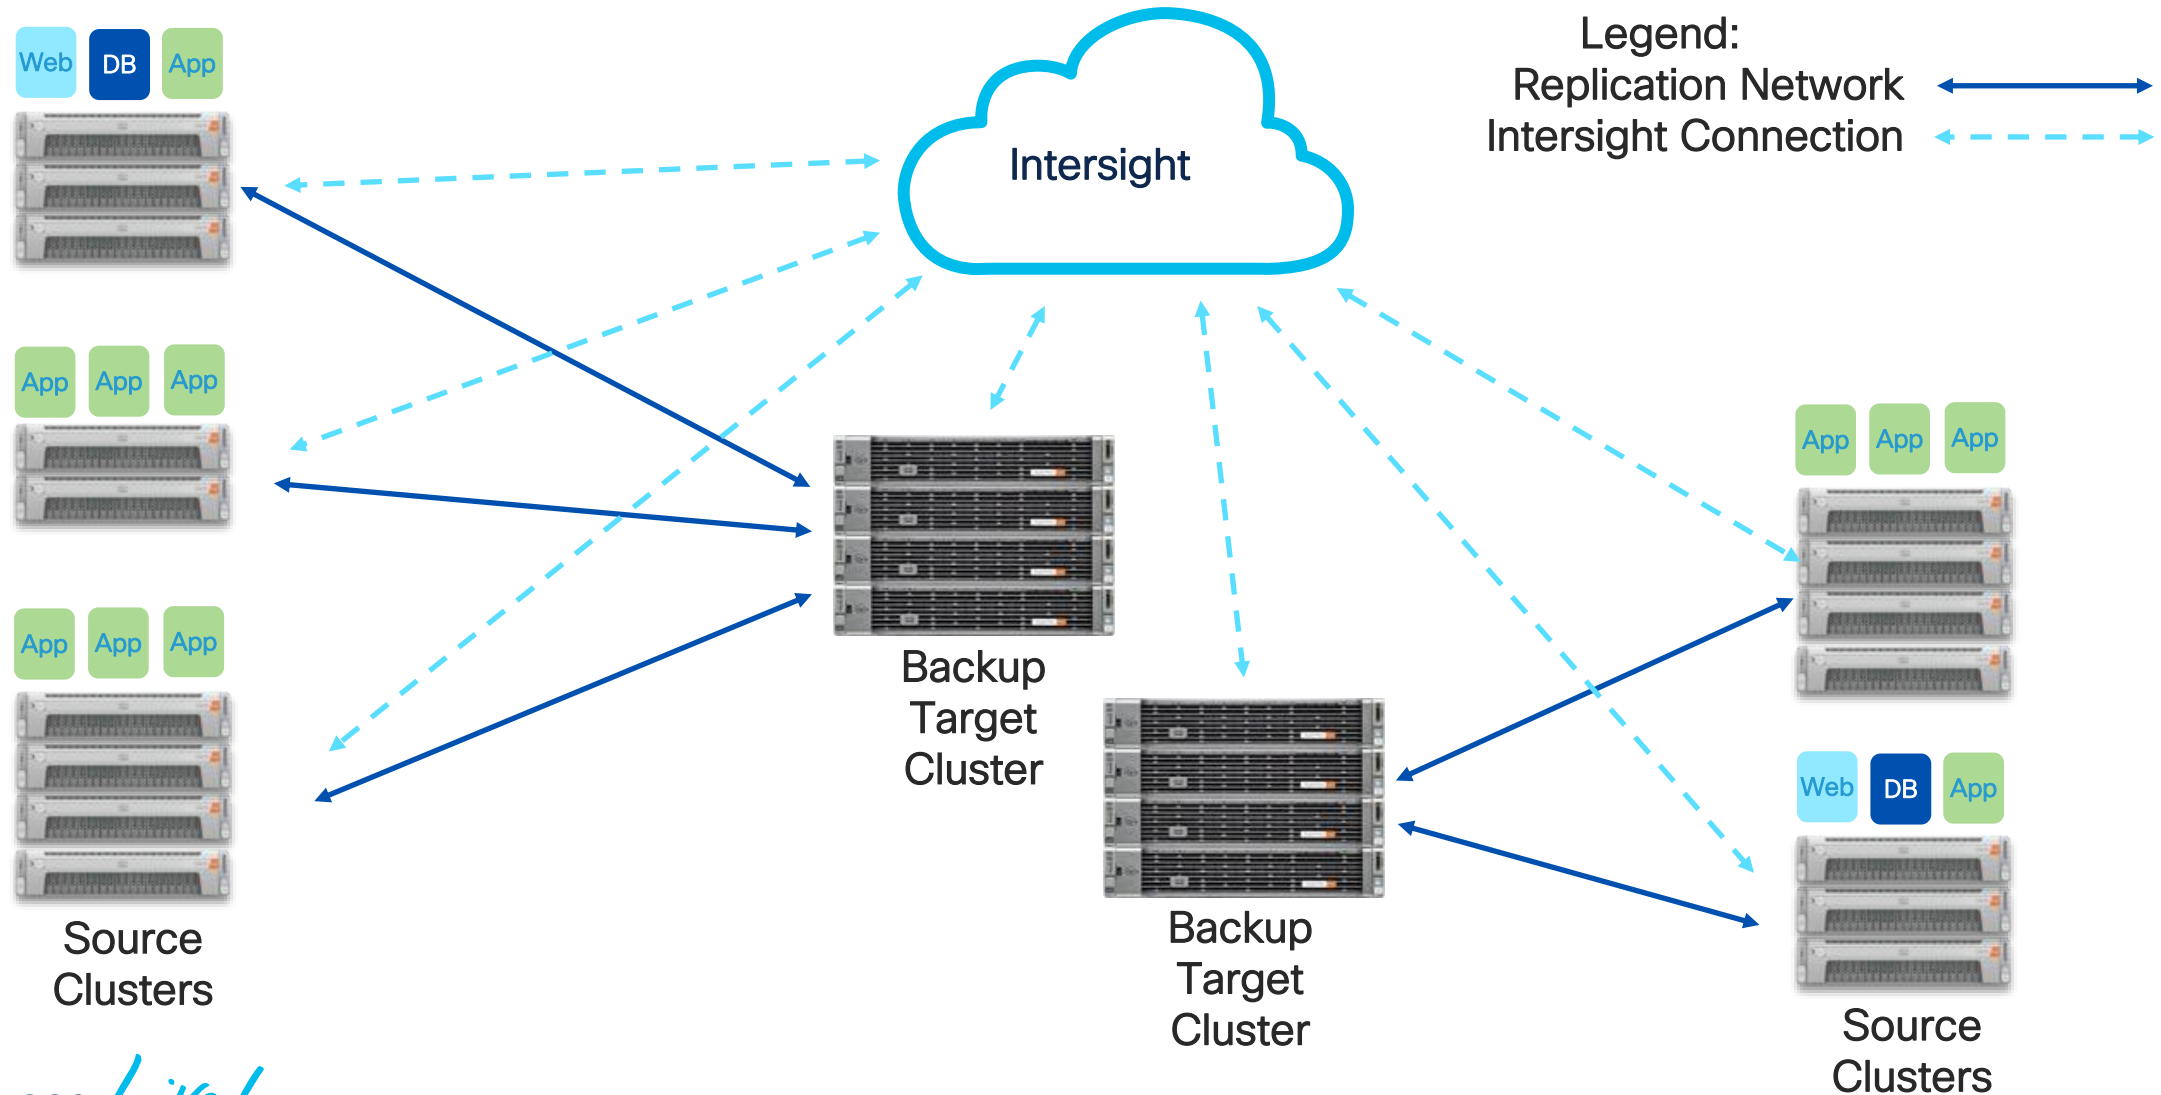 Legend:
Replication Network
Intersight Connection
Web DB App
Intersight
App App App
App App App
Source
Clusters
Backup
Target
Cluster
Backup
Target
Cluster
App App App
Web DB App
Source
Clusters